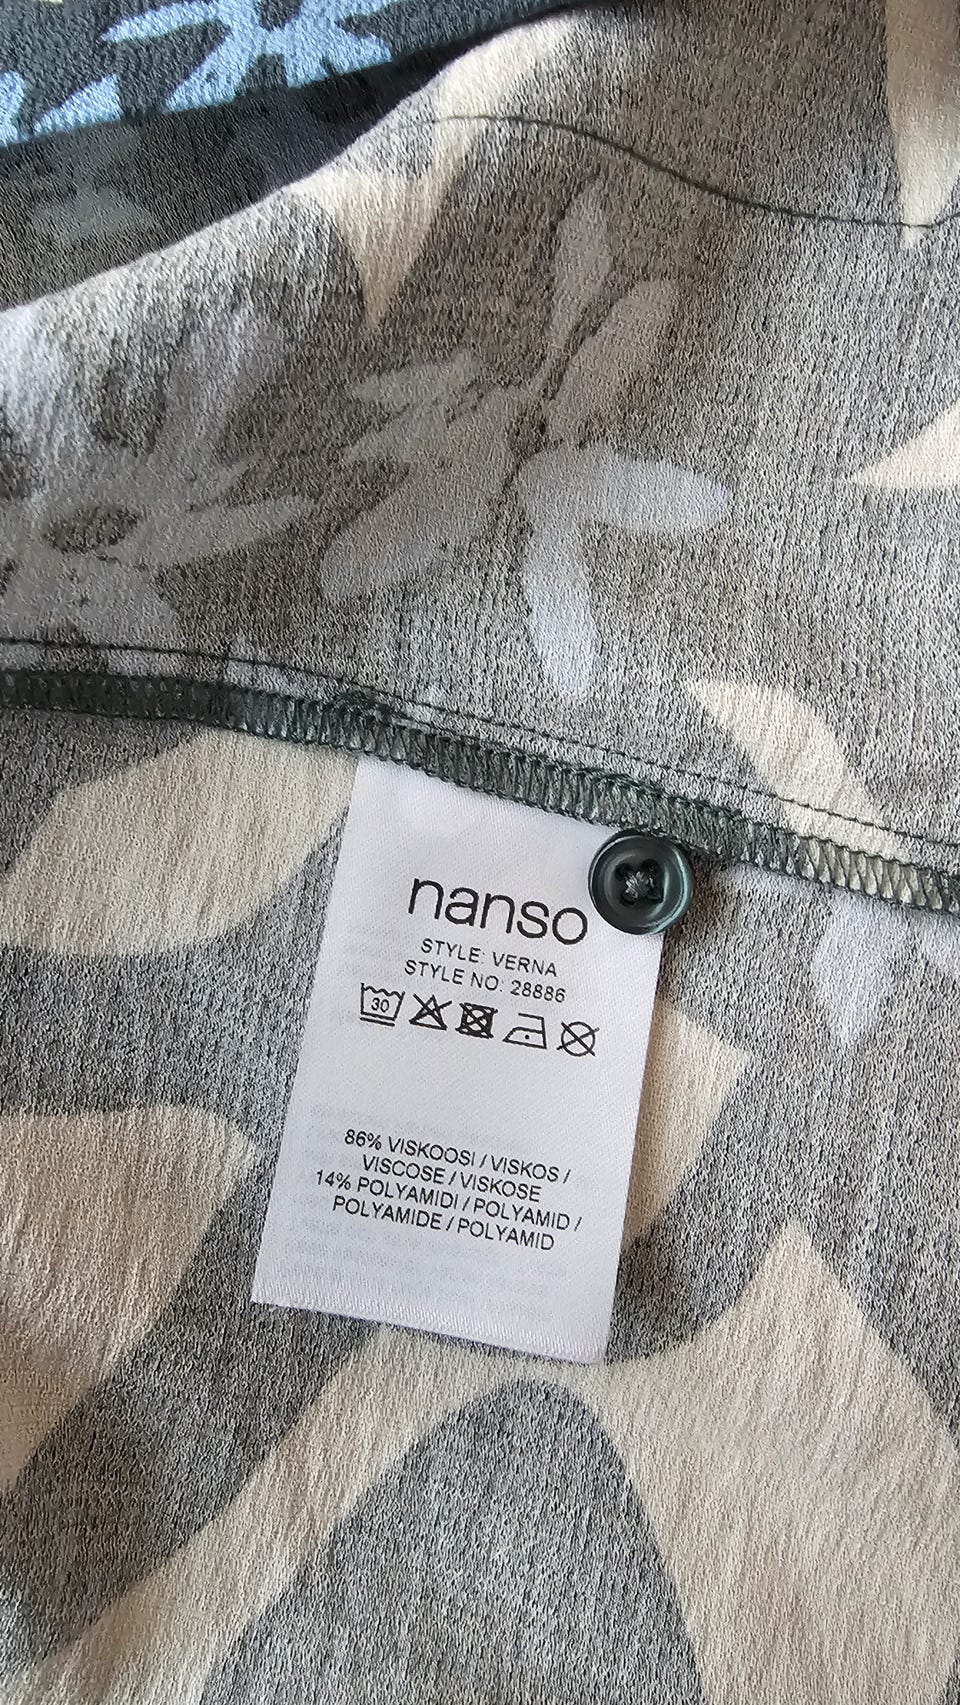 nanso
STYLE: VERNA
STYLE NO: 28886
30
86% VISKOOSI / VISKOS /
VISCOSE / VISKOSE
14% POLYAMIDI / POLYAMID /
POLYAMIDE / POLYAMID